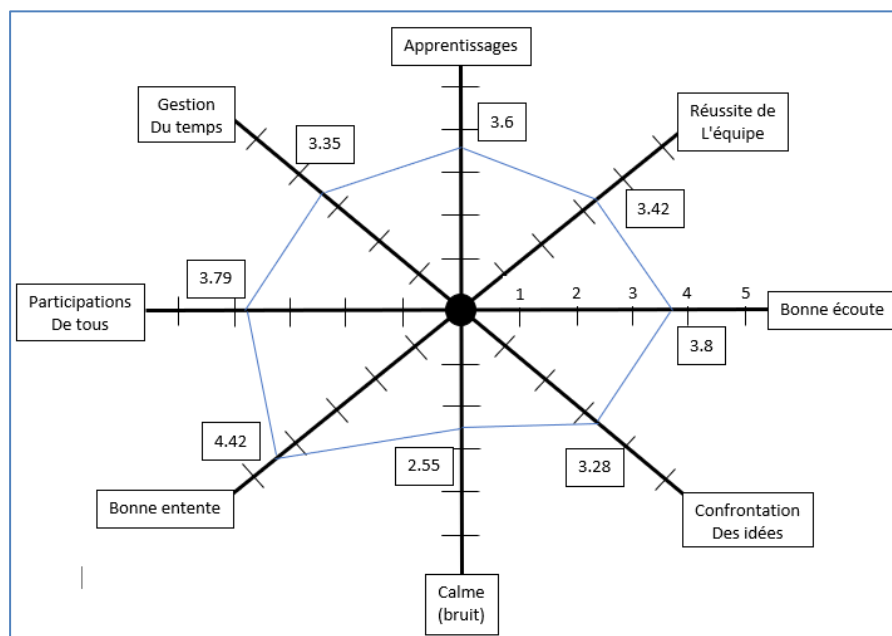 Apprentissages
Gestion
Du temps
3.35
3.6
Réussite de
L'équipe
3.42
3.79
Participations
De tous
1 2 3 4 5
Bonne écoute
3.8
4.42
Bonne entente
2.55
3.28
Confrontation
Des idées
Calme
(bruit)